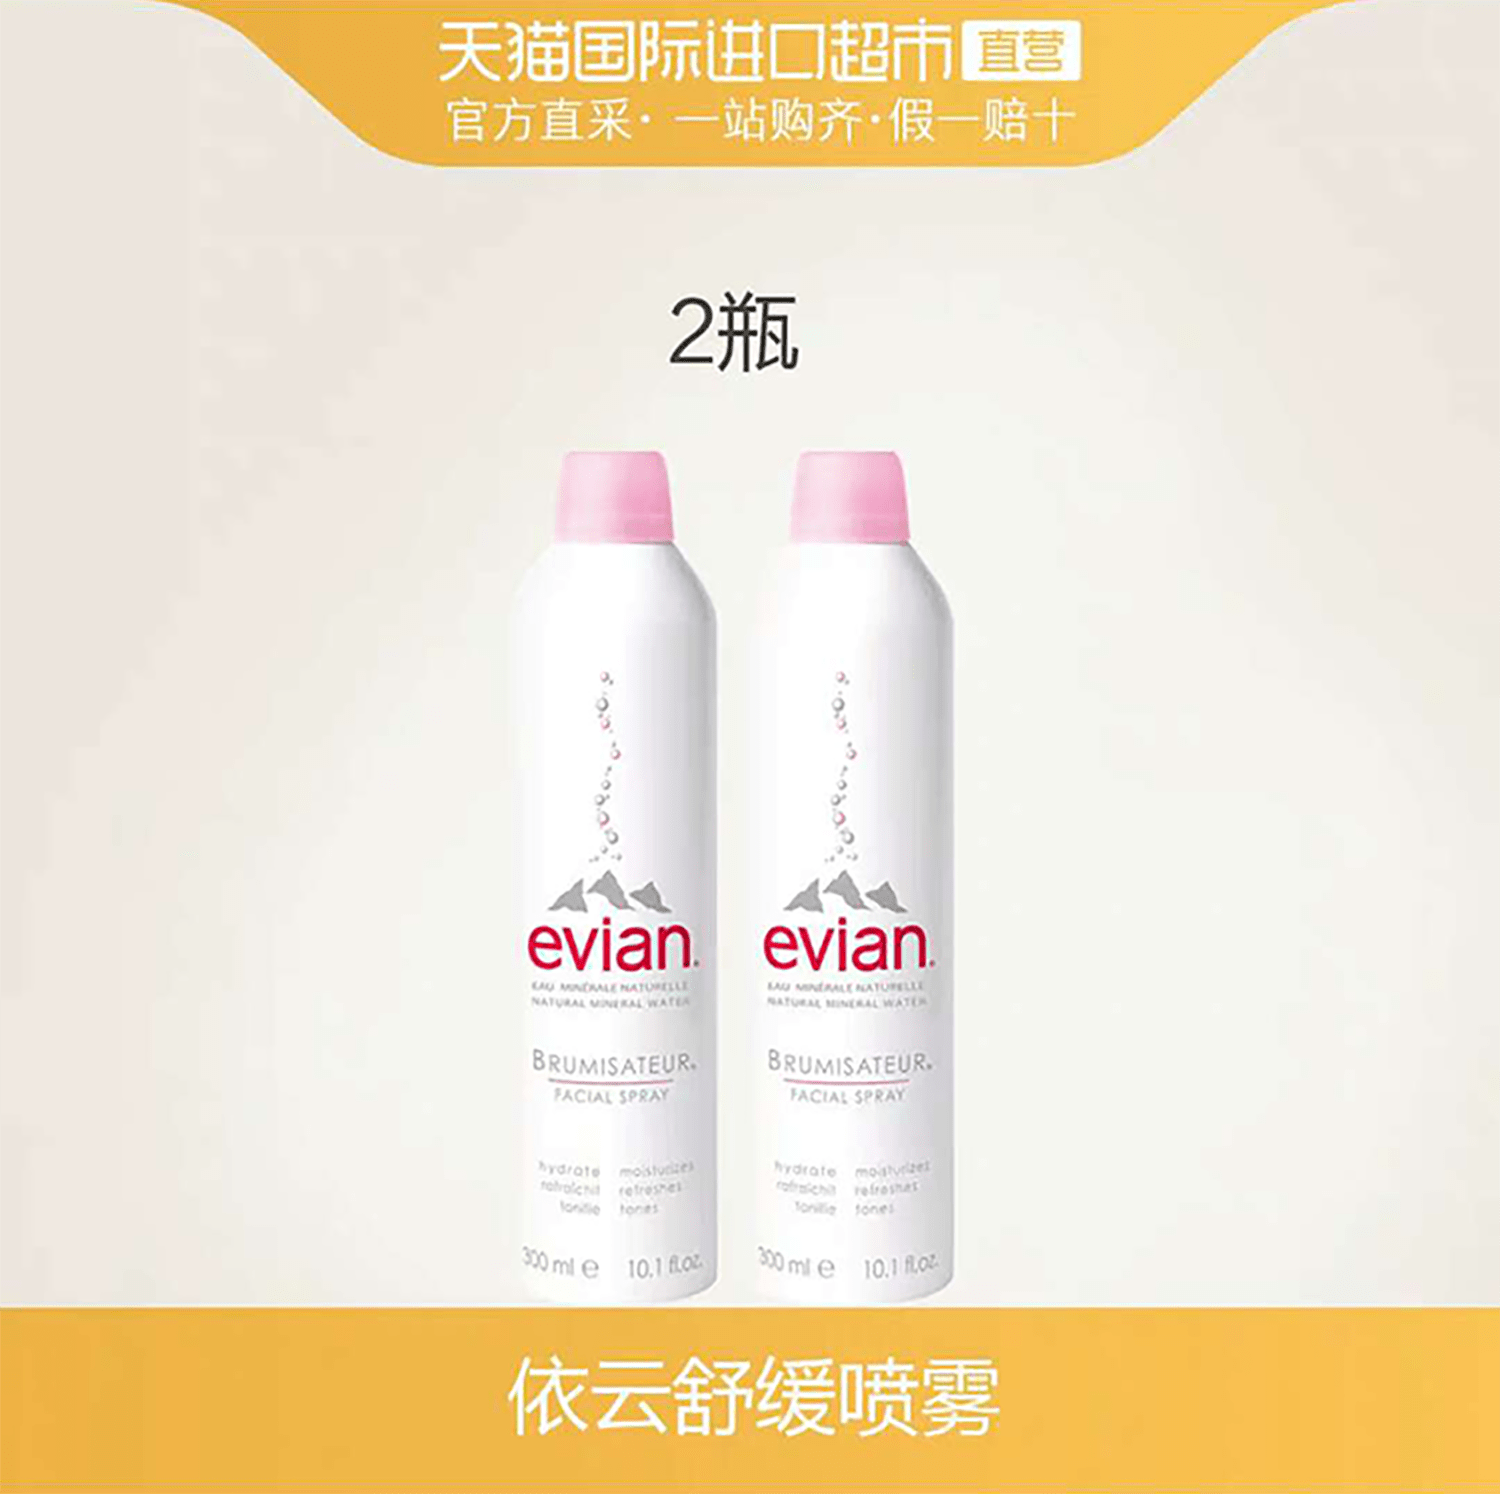 天猫国际进口超市 直营
官方直采· 一站购齐·假一赔十
2瓶
evian.
EAU MINÉRALE NATURELLE
NATURAL MINERAL WATER
BRUMISATEUR
FACIAL SPRAY
hydrate moisturizes
rafraîchit refreshes
tonifie tones
300 ml e 10.1 fl.oz.
evian.
EAU MINÉRALE NATURELLE
NATURAL MINERAL WATER
BRUMISATEUR
FACIAL SPRAY
hydrate moisturizes
rafraîchit refreshes
tonifie tones
300 ml e 10.1 fl.oz.
依云舒缓喷雾